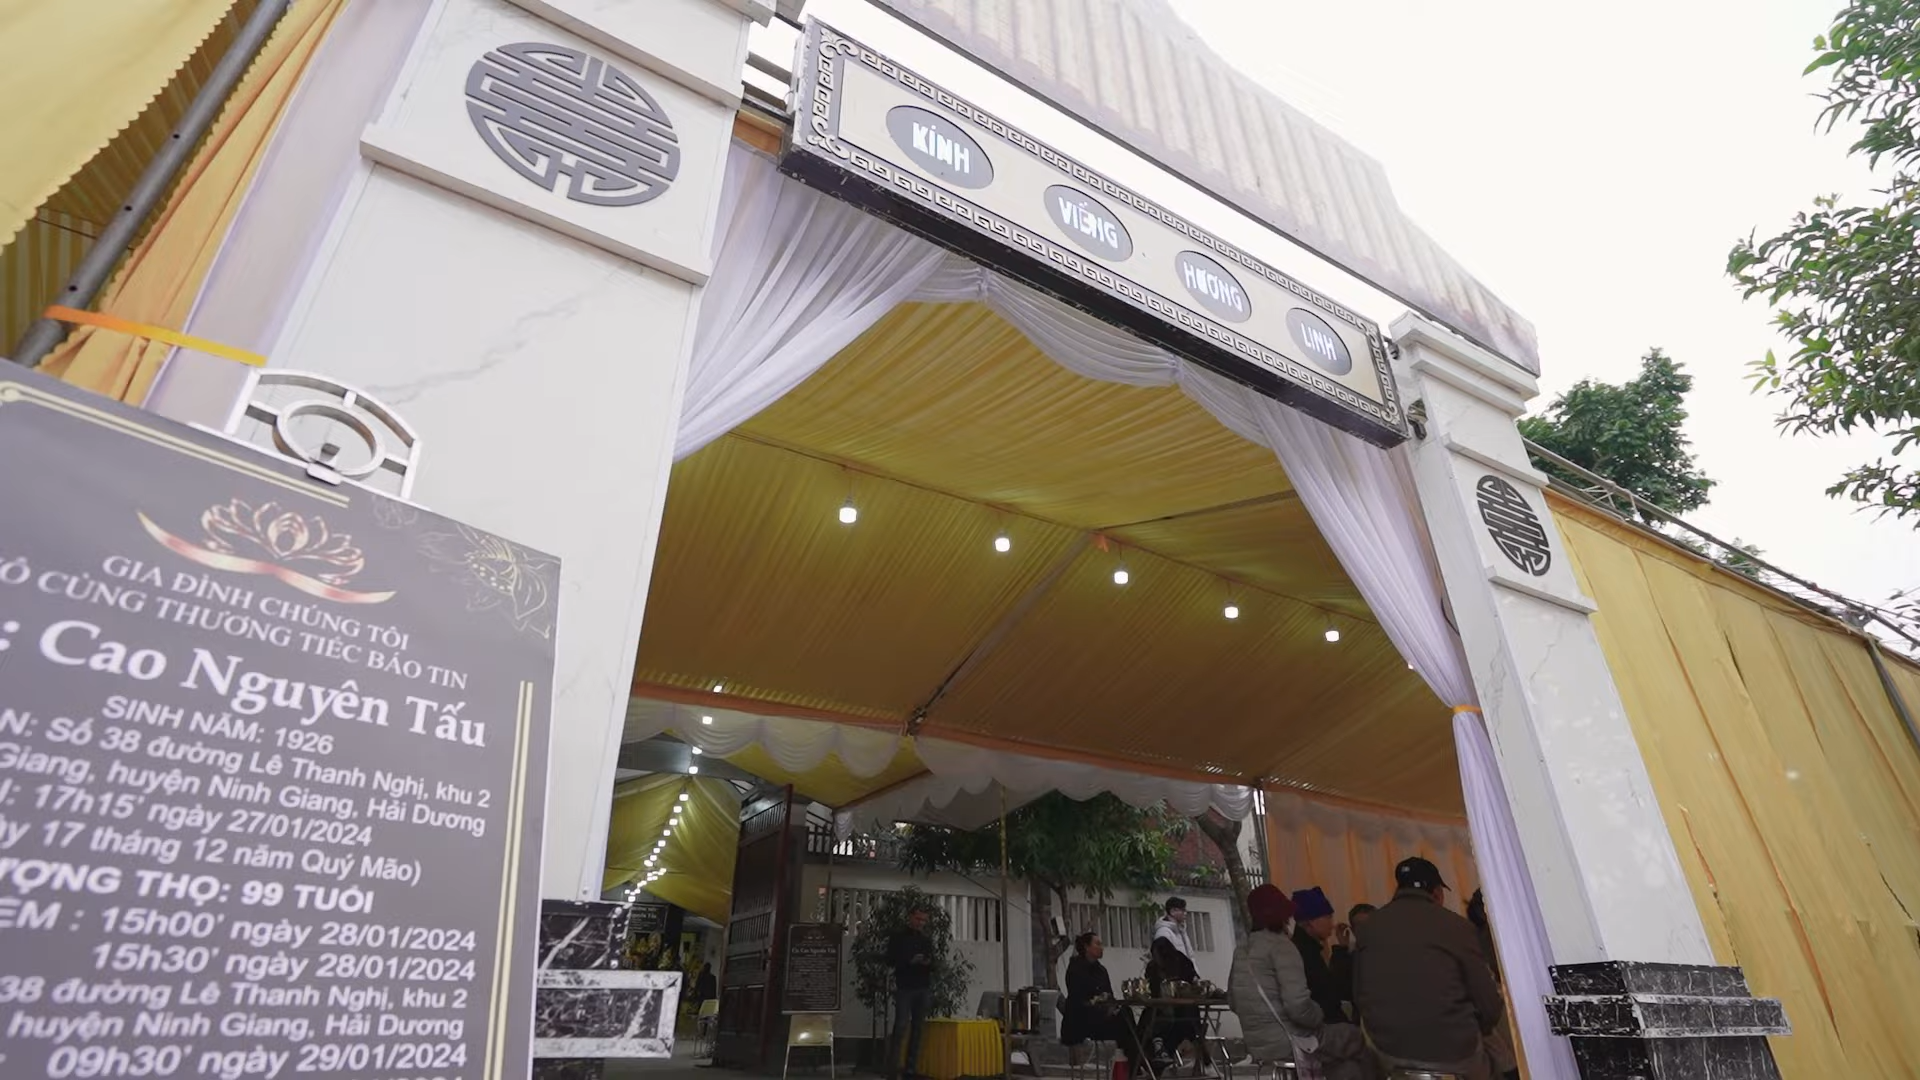 KÍNH VIẾNG HƯƠNG LINH
GIA ĐÌNH CHÚNG TÔI
CÙNG THƯƠNG TIẾC BÁO TIN
: Cao Nguyên Tấu
SINH NĂM: 1926
N: Số 38 đường Lê Thanh Nghị, khu 2
Giang, huyện Ninh Giang, Hải Dương
I: 17h15' ngày 27/01/2024
17 tháng 12 năm Quý Mão)
THỌ: 99 TUỔI
15h00' ngày 28/01/2024
15h30' ngày 28/01/2024
38 đường Lê Thanh Nghị, khu 2
huyện Ninh Giang, Hải Dương
09h30' ngày 29/01/2024